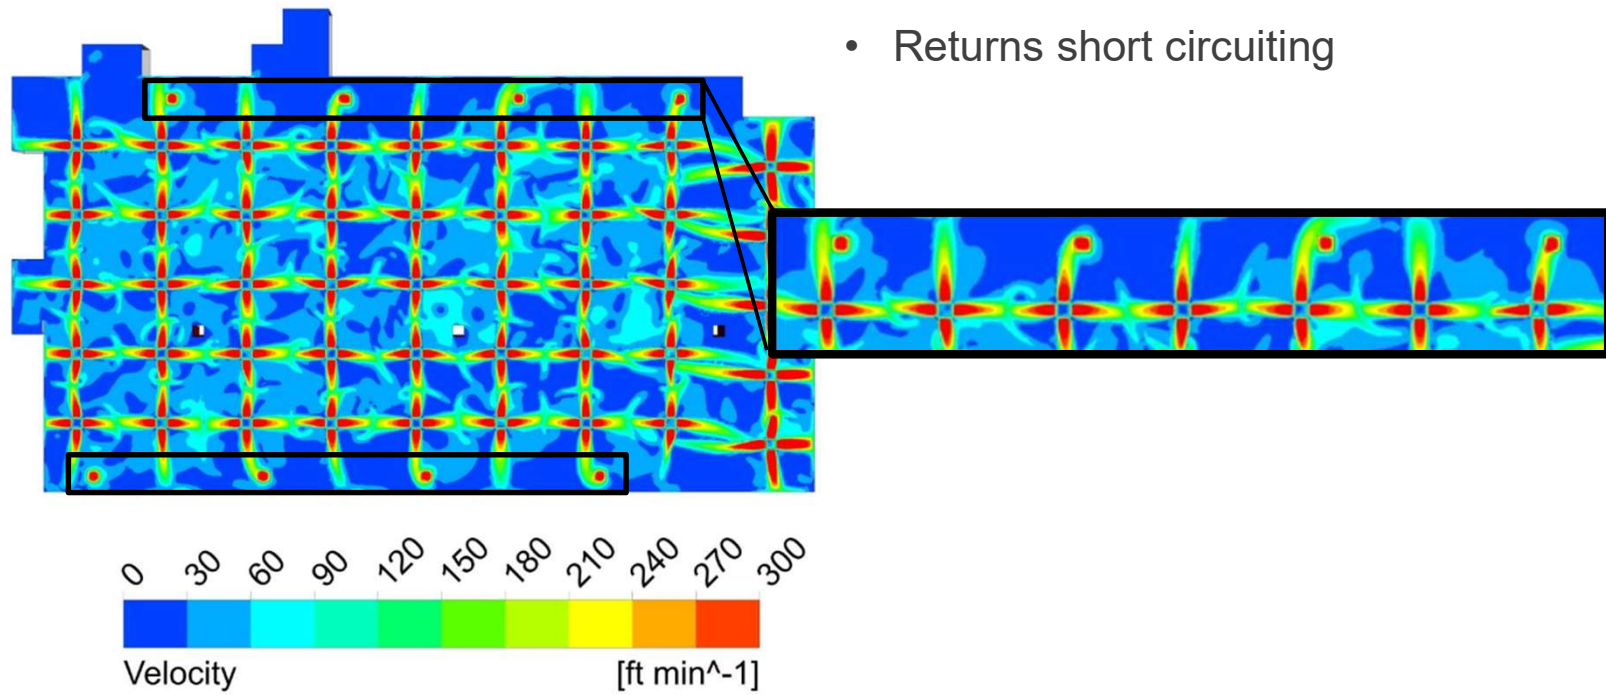 • Returns short circuiting
0 30 60 90 120 150 180 210 240 270 300
Velocity [ft min^-1]